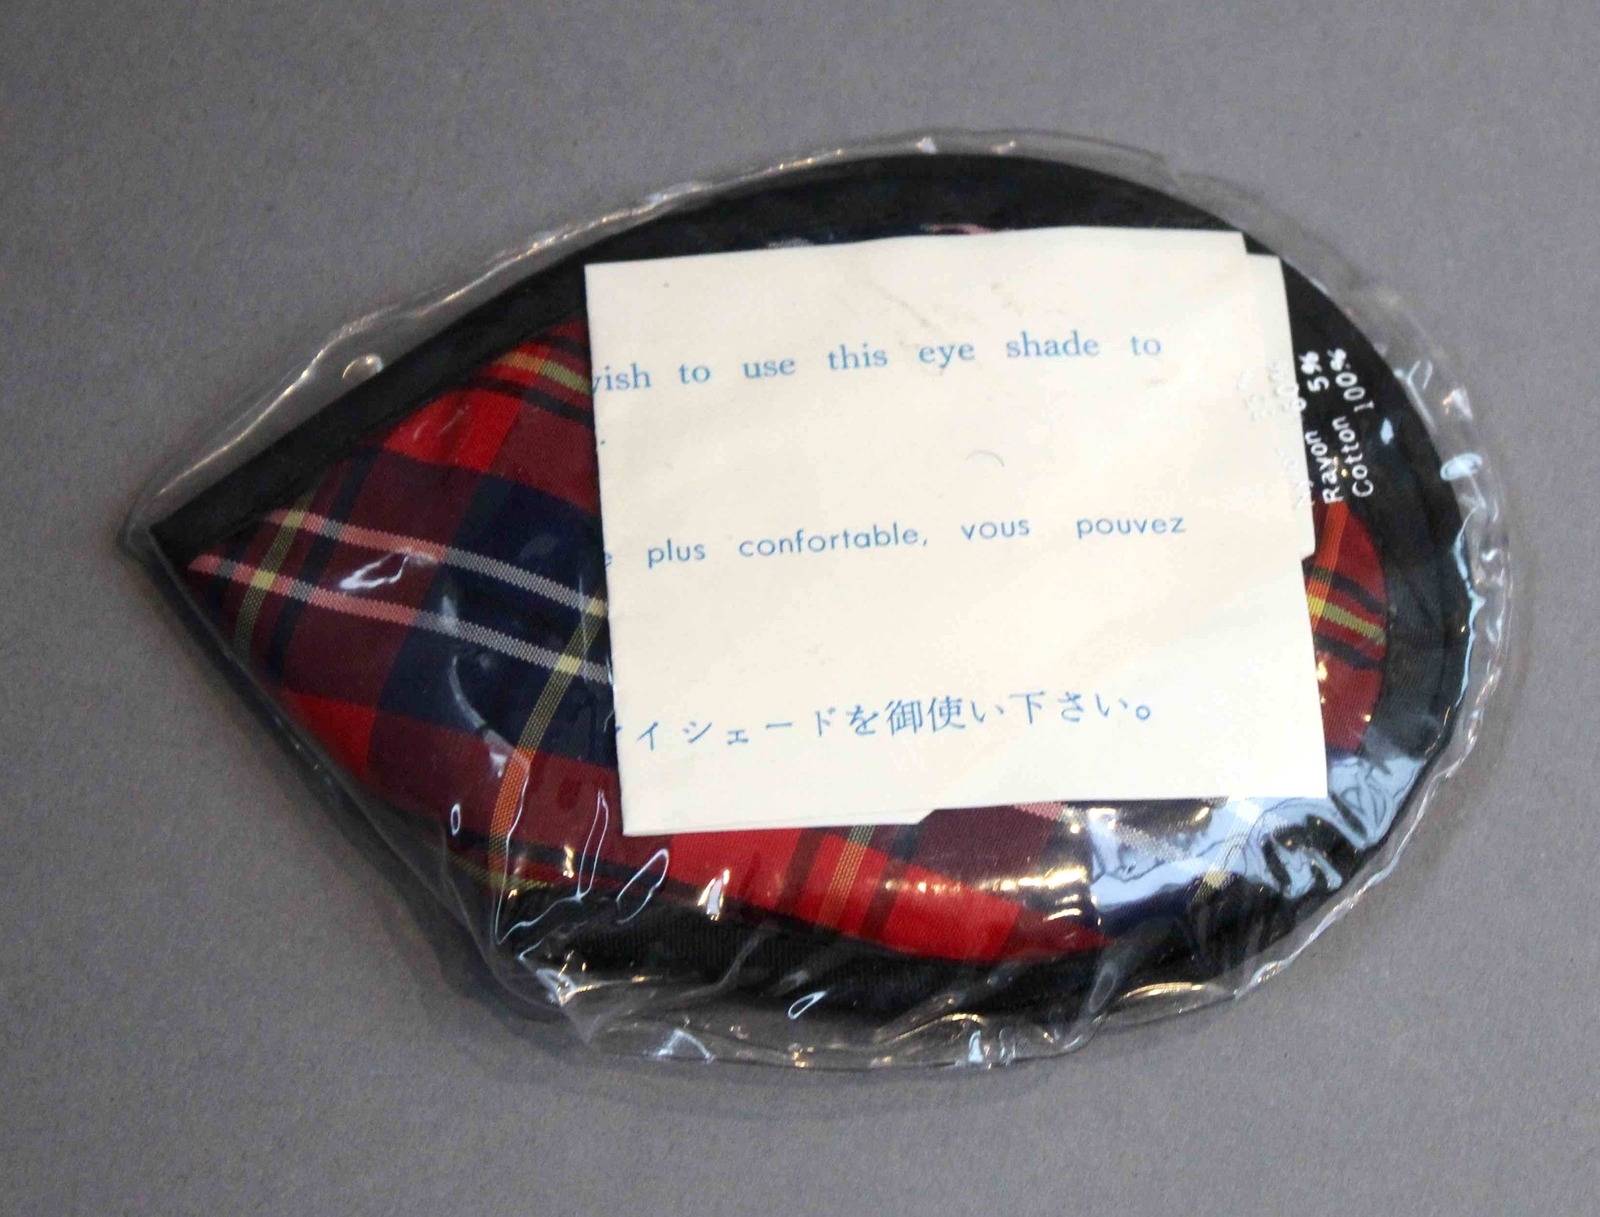 wish to use this eye shade to
plus confortable, vous pouvez
アイシェードを御使い下さい。
Rayon 5%
Cotton 100%